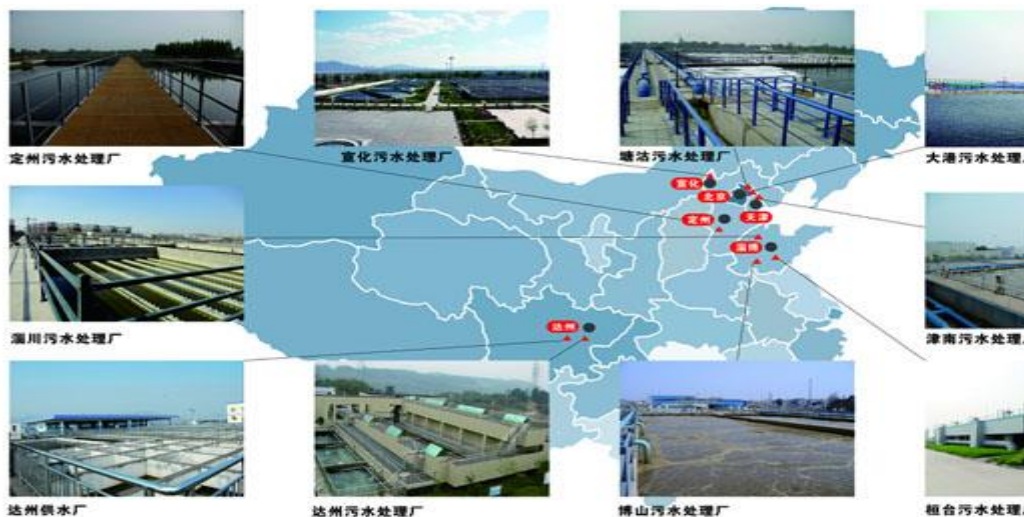 定州污水处理厂
宣化污水处理厂
塘沽污水处理厂
大港污水处理
宣化
北京
定州
天津
淄博
淄川污水处理厂
达州
津南污水处理
达州供水厂
达州污水处理厂
博山污水处理厂
桓台污水处理